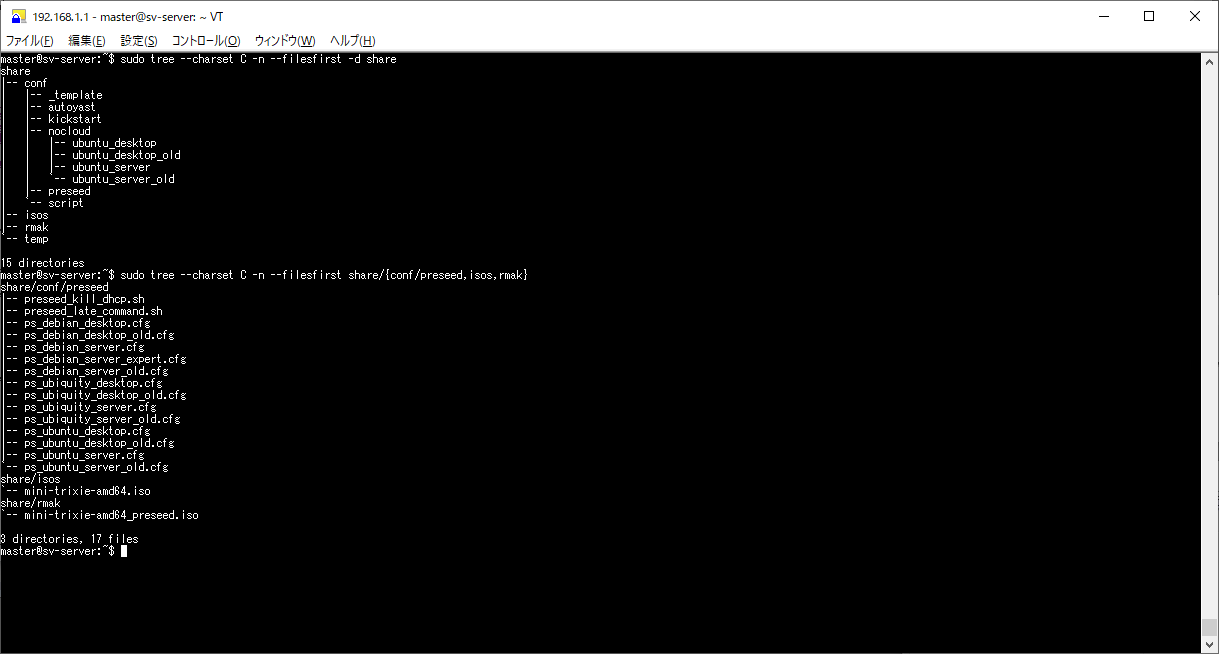 192.168.1.1 - master@sv-server: ~ VT
ファイル(F) 編集(E) 設定(S) コントロール(O) ウィンドウ(W) ヘルプ(H)
master@sv-server:~$ sudo tree --charset C -n --filesfirst -d share
share
|-- conf
|   |-- _template
|   |-- autoyast
|   |-- kickstart
|   |-- nocloud
|   |   |-- ubuntu_desktop
|   |   |-- ubuntu_desktop_old
|   |   |-- ubuntu_server
|   |   `-- ubuntu_server_old
|   |-- preseed
|   `-- script
|-- isos
|-- rmak
`-- temp

15 directories
master@sv-server:~$ sudo tree --charset C -n --filesfirst share/{conf/preseed,isos,rmak}
share/conf/preseed
|-- preseed_kill_dhcp.sh
|-- preseed_late_command.sh
|-- ps_debian_desktop.cfg
|-- ps_debian_desktop_old.cfg
|-- ps_debian_server.cfg
|-- ps_debian_server_expert.cfg
|-- ps_debian_server_old.cfg
|-- ps_ubiquity_desktop.cfg
|-- ps_ubiquity_desktop_old.cfg
|-- ps_ubiquity_server.cfg
|-- ps_ubiquity_server_old.cfg
|-- ps_ubuntu_desktop.cfg
|-- ps_ubuntu_desktop_old.cfg
|-- ps_ubuntu_server.cfg
`-- ps_ubuntu_server_old.cfg
share/isos
`-- mini-trixie-amd64.iso
share/rmak
`-- mini-trixie-amd64_preseed.iso

3 directories, 17 files
master@sv-server:~$